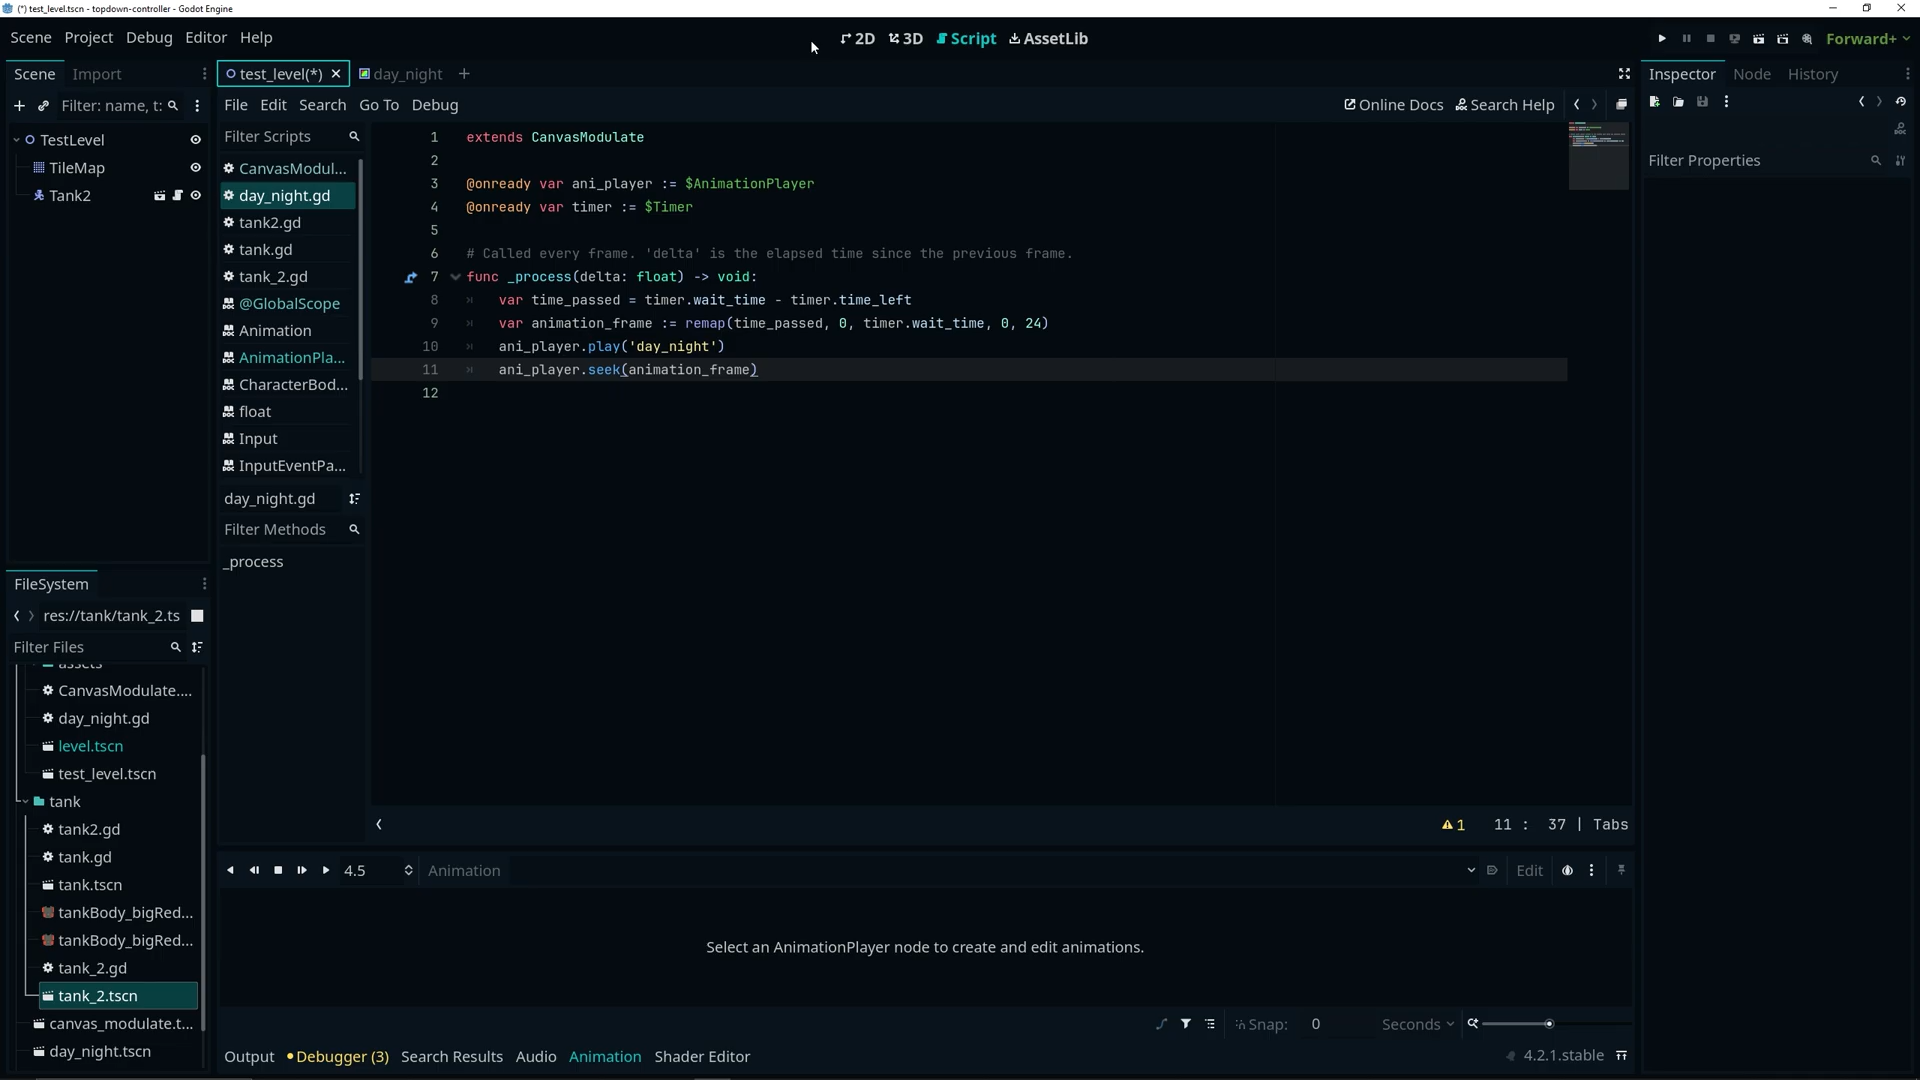 (*) test_level.tscn - topdown-controller - Godot Engine
Scene Project Debug Editor Help
2D 3D Script AssetLib
Forward+
Scene Import
test_level(*) day_night
Inspector Node History
Filter: name, t:
File Edit Search Go To Debug
Online Docs Search Help
TestLevel
TileMap
Tank2
Filter Scripts
CanvasModul...
day_night.gd
tank2.gd
tank.gd
tank_2.gd
@GlobalScope
Animation
AnimationPla...
CharacterBod...
float
Input
InputEventPa...
day_night.gd
Filter Methods
_process
1 extends CanvasModulate
2
3 @onready var ani_player := $AnimationPlayer
4 @onready var timer := $Timer
5
6 # Called every frame. 'delta' is the elapsed time since the previous frame.
7 func _process(delta: float) -> void:
8 var time_passed = timer.wait_time - timer.time_left
9 var animation_frame := remap(time_passed, 0, timer.wait_time, 0, 24)
10 ani_player.play('day_night')
11 ani_player.seek(animation_frame)
12
Filter Properties
FileSystem
res://tank/tank_2.ts
Filter Files
assets
CanvasModulate....
day_night.gd
level.tscn
test_level.tscn
tank
tank2.gd
tank.gd
tank.tscn
tankBody_bigRed...
tankBody_bigRed...
tank_2.gd
tank_2.tscn
canvas_modulate.t...
day_night.tscn
1 11 : 37 | Tabs
4.5 Animation Edit
Select an AnimationPlayer node to create and edit animations.
Snap: 0 Seconds
Output Debugger (3) Search Results Audio Animation Shader Editor
4.2.1.stable